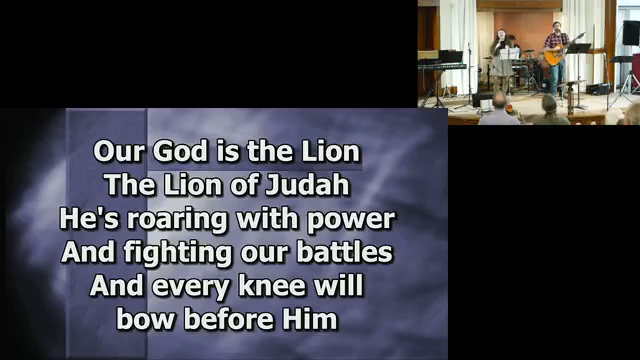 Our God is the Lion
The Lion of Judah
He's roaring with power
And fighting our battles
And every knee will
bow before Him